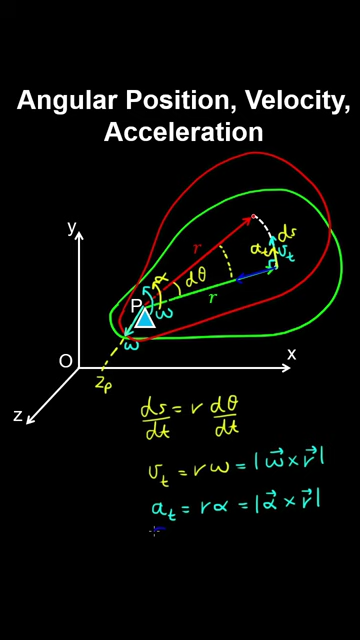 Angular Position, Velocity,
Acceleration
y
r
dθ
r
a_t
ds
v_t
P
α
ω
ω
O
x
z
z_p
ds/dt = r dθ/dt
v_t = rω = |ω⃗ × r⃗|
a_t = rα = |α⃗ × r⃗|